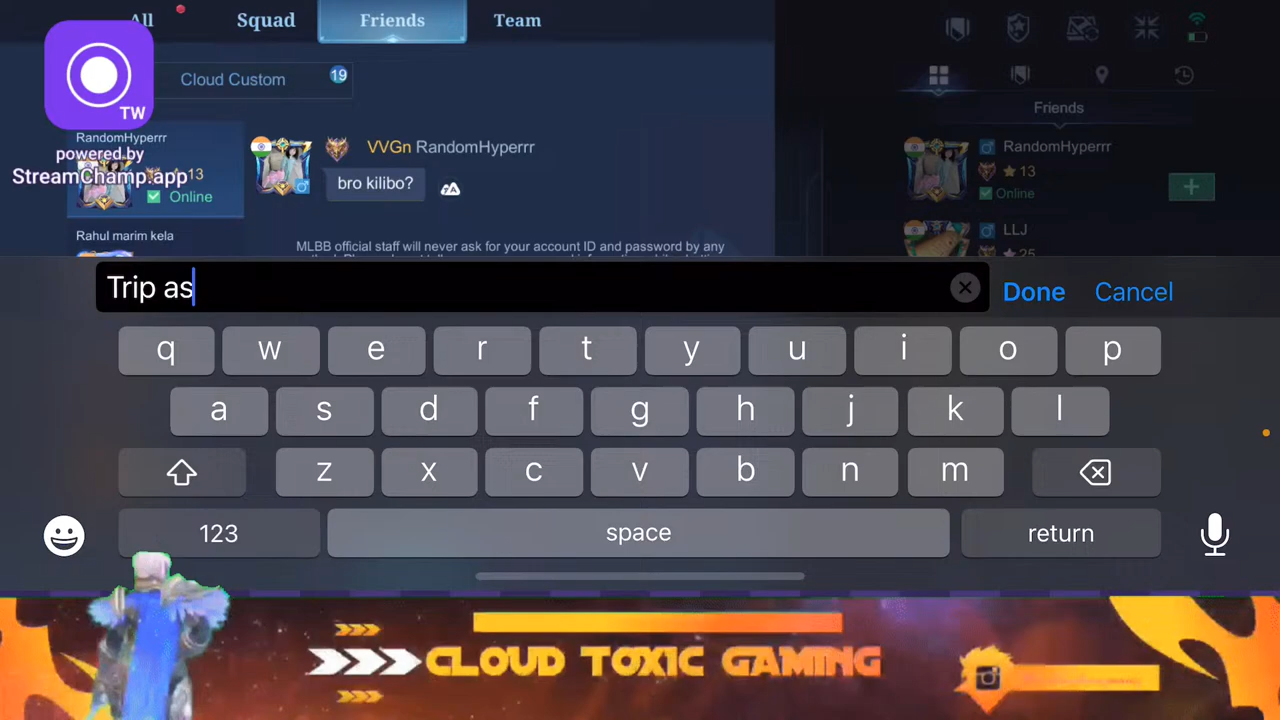 All
Squad
Friends
Team
TW
powered by
StreamChamp.app
Cloud Custom
19
RandomHyperrr
13
Online
VVGn RandomHyperrr
bro kilibo?
Rahul marim kela
MLBB official staff will never ask for your account ID and password by any
Friends
RandomHyperrr
13
Online
LLJ
25
Trip as
Done
Cancel
q w e r t y u i o p
a s d f g h j k l
z x c v b n m
123
space
return
CLOUD TOXIC GAMING